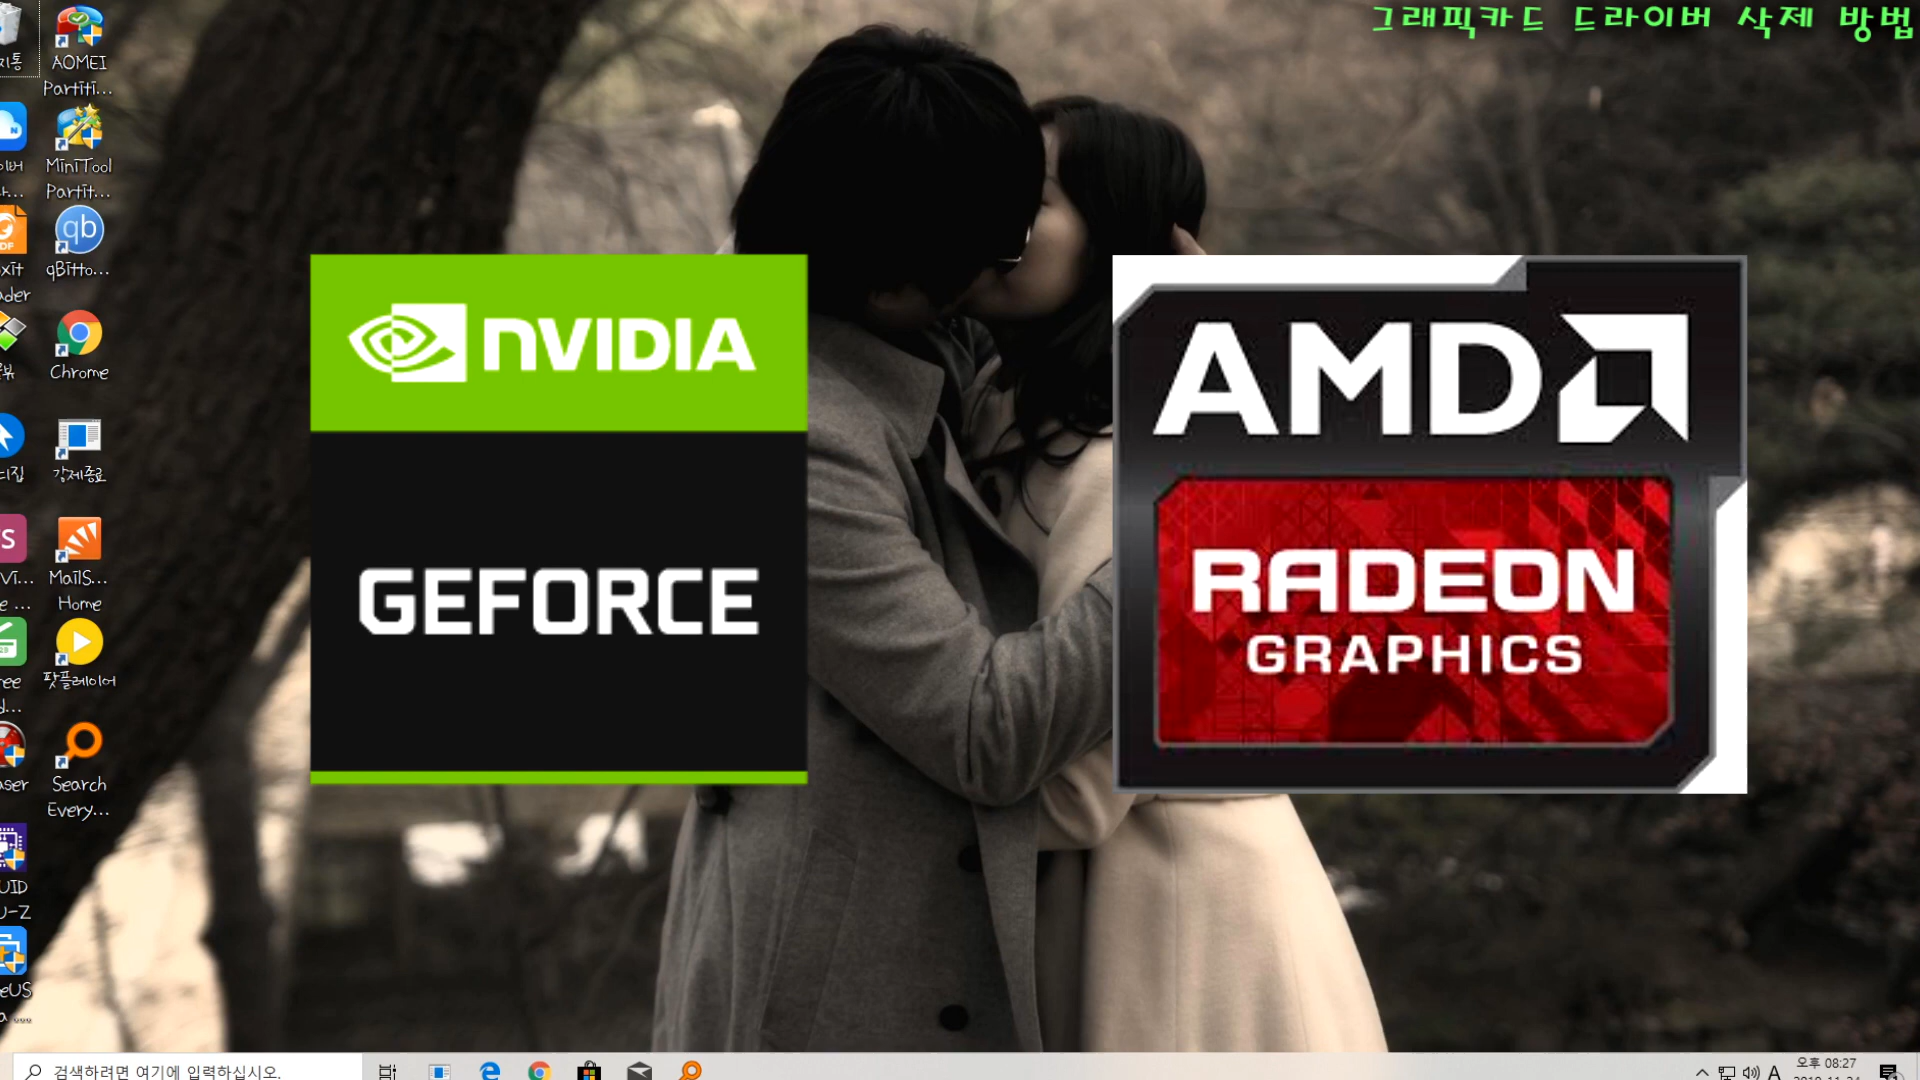 그래픽카드 드라이버 삭제 방법
AOMEI
Partiti...
MiniTool
Partit...
qBitto...
Chrome
강제종료
MailS...
Home
팟플레이어
Search
Every...
NVIDIA
GEFORCE
AMD
RADEON
GRAPHICS
검색하려면 여기에 입력하십시오.
A
오후 08:27